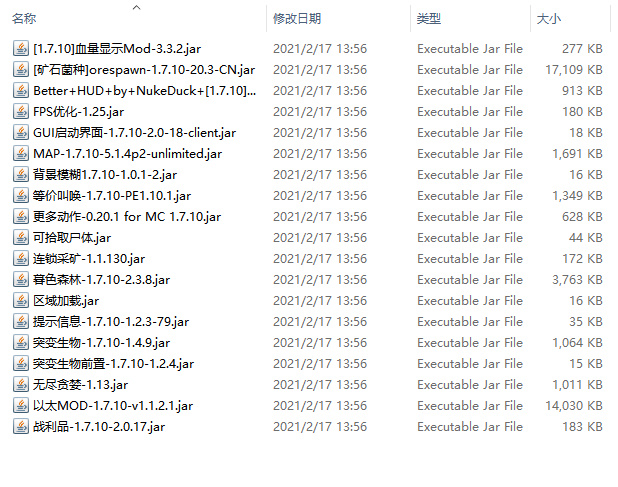 名称 修改日期 类型 大小
[1.7.10]血量显示Mod-3.3.2.jar 2021/2/17 13:56 Executable Jar File 277 KB
[矿石菌种]orespawn-1.7.10-20.3-CN.jar 2021/2/17 13:56 Executable Jar File 17,109 KB
Better+HUD+by+NukeDuck+[1.7.10]... 2021/2/17 13:56 Executable Jar File 913 KB
FPS优化-1.25.jar 2021/2/17 13:56 Executable Jar File 180 KB
GUI启动界面-1.7.10-2.0-18-client.jar 2021/2/17 13:56 Executable Jar File 18 KB
MAP-1.7.10-5.1.4p2-unlimited.jar 2021/2/17 13:56 Executable Jar File 1,691 KB
背景模糊1.7.10-1.0.1-2.jar 2021/2/17 13:56 Executable Jar File 16 KB
等价叫唤-1.7.10-PE1.10.1.jar 2021/2/17 13:56 Executable Jar File 1,349 KB
更多动作-0.20.1 for MC 1.7.10.jar 2021/2/17 13:56 Executable Jar File 628 KB
可拾取尸体.jar 2021/2/17 13:56 Executable Jar File 44 KB
连锁采矿-1.1.130.jar 2021/2/17 13:56 Executable Jar File 172 KB
暮色森林-1.7.10-2.3.8.jar 2021/2/17 13:56 Executable Jar File 3,763 KB
区域加载.jar 2021/2/17 13:56 Executable Jar File 16 KB
提示信息-1.7.10-1.2.3-79.jar 2021/2/17 13:56 Executable Jar File 35 KB
突变生物-1.7.10-1.4.9.jar 2021/2/17 13:56 Executable Jar File 1,064 KB
突变生物前置-1.7.10-1.2.4.jar 2021/2/17 13:56 Executable Jar File 15 KB
无尽贪婪-1.13.jar 2021/2/17 13:56 Executable Jar File 1,011 KB
以太MOD-1.7.10-v1.1.2.1.jar 2021/2/17 13:56 Executable Jar File 14,030 KB
战利品-1.7.10-2.0.17.jar 2021/2/17 13:56 Executable Jar File 183 KB